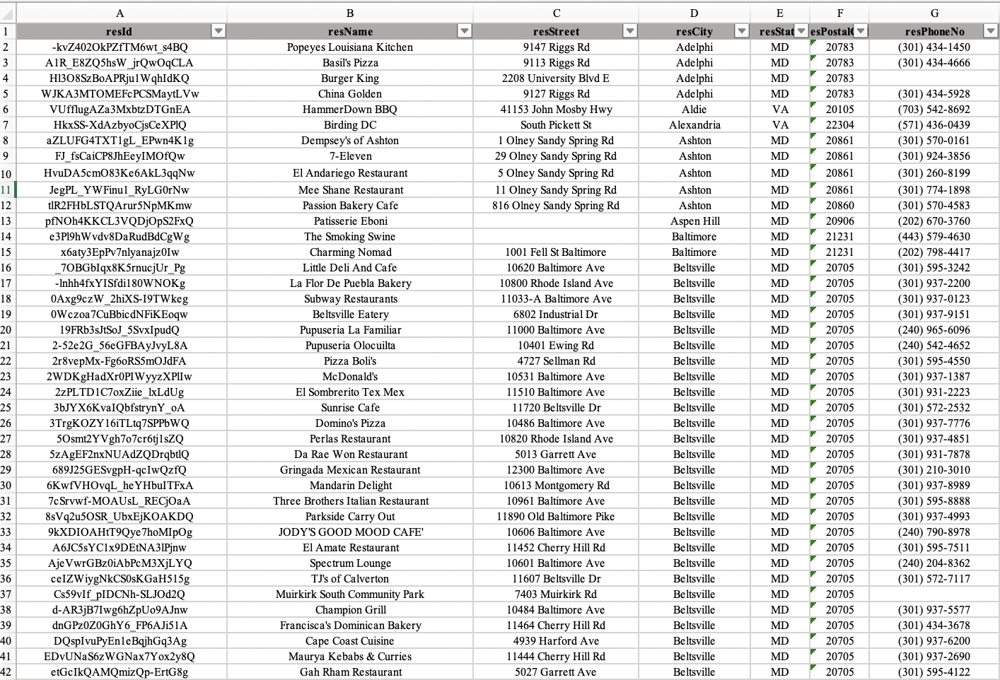 A B C D E F G
1 resId resName resStreet resCity resStat esPostal resPhoneNo
2 -kvZ402OkPZfTM6wt_s4BQ Popeyes Louisiana Kitchen 9147 Riggs Rd Adelphi MD 20783 (301) 434-1450
3 A1R_E8ZQ5hsW_jrQwOqCLA Basil's Pizza 9113 Riggs Rd Adelphi MD 20783 (301) 434-4666
4 Hl3O8SzBoAPRju1WqhIdKQ Burger King 2208 University Blvd E Adelphi MD 20783
5 WJKA3MTOMEFcPCSMaytLVw China Golden 9127 Riggs Rd Adelphi MD 20783 (301) 434-5928
6 VUfflugAZa3MxbtzDTGnEA HammerDown BBQ 41153 John Mosby Hwy Aldie VA 20105 (703) 542-8692
7 HkxSS-XdAzbyoCjsCeXPlQ Birding DC South Pickett St Alexandria VA 22304 (571) 436-0439
8 aZLUFG4TXT1gL_EPwn4K1g Dempsey's of Ashton 1 Olney Sandy Spring Rd Ashton MD 20861 (301) 570-0161
9 FJ_fsCaiCP8JhEeyIMOfQw 7-Eleven 29 Olney Sandy Spring Rd Ashton MD 20861 (301) 924-3856
10 HvuDA5cmO83Ke6AkL3qqNw El Andariego Restaurant 5 Olney Sandy Spring Rd Ashton MD 20861 (301) 260-8199
11 JegPL_YWFinu1_RyLG0rNw Mee Shane Restaurant 11 Olney Sandy Spring Rd Ashton MD 20861 (301) 774-1898
12 tlR2FHbLSTQArur5NpMKmw Passion Bakery Cafe 816 Olney Sandy Spring Rd Ashton MD 20860 (301) 570-4583
13 pfNOh4KKCL3VQDjOpS2FxQ Patisserie Eboni Aspen Hill MD 20906 (202) 670-3760
14 e3Pl9hWvdv8DaRudBdCgWg The Smoking Swine Baltimore MD 21231 (443) 579-4630
15 x6aty3EpPv7nlyanajz0Iw Charming Nomad 1001 Fell St Baltimore Baltimore MD 21231 (202) 798-4417
16 _7OBGbIqx8K5rnucjUr_Pg Little Deli And Cafe 10620 Baltimore Ave Beltsville MD 20705 (301) 595-3242
17 -lnhh4fxYISfdi180WNOKg La Flor De Puebla Bakery 10800 Rhode Island Ave Beltsville MD 20705 (301) 937-2200
18 0Axg9czW_2hiXS-I9TWkeg Subway Restaurants 11033-A Baltimore Ave Beltsville MD 20705 (301) 937-0123
19 0Wczoa7CuBbicdNFiKEoqw Beltsville Eatery 6802 Industrial Dr Beltsville MD 20705 (301) 937-9151
20 19FRb3sJtSoJ_5SvxIpudQ Pupuseria La Familiar 11000 Baltimore Ave Beltsville MD 20705 (240) 965-6096
21 2-52e2G_56eGFBAyJvyL8A Pupuseria Olocuilta 10401 Ewing Rd Beltsville MD 20705 (240) 542-4652
22 2r8vepMx-Fg6oRS5mOJdFA Pizza Boli's 4727 Sellman Rd Beltsville MD 20705 (301) 595-4550
23 2WDKgHadXr0PIWyyzXPlIw McDonald's 10531 Baltimore Ave Beltsville MD 20705 (301) 937-1387
24 2zPLTD1C7oxZiie_lxLdUg El Sombrerito Tex Mex 11510 Baltimore Ave Beltsville MD 20705 (301) 931-2223
25 3bJYX6KvaIQbfstrynY_oA Sunrise Cafe 11720 Beltsville Dr Beltsville MD 20705 (301) 572-2532
26 3TrgKOZY16iTLtq7SPPbWQ Domino's Pizza 10486 Baltimore Ave Beltsville MD 20705 (301) 937-7776
27 5Osmt2YVgh7o7cr6tj1sZQ Perlas Restaurant 10820 Rhode Island Ave Beltsville MD 20705 (301) 937-4851
28 5zAgEF2nxNUAdZQDrqbtlQ Da Rae Won Restaurant 5013 Garrett Ave Beltsville MD 20705 (301) 931-7878
29 689J25GESvgpH-qcIwQzfQ Gringada Mexican Restaurant 12300 Baltimore Ave Beltsville MD 20705 (301) 210-3010
30 6KwfVHOvqL_heYHbuITFxA Mandarin Delight 10613 Montgomery Rd Beltsville MD 20705 (301) 937-8989
31 7cSrvwf-MOAUsL_RECjOaA Three Brothers Italian Restaurant 10961 Baltimore Ave Beltsville MD 20705 (301) 595-8888
32 8sVq2u5OSR_UbxEjKOAKDQ Parkside Carry Out 11890 Old Baltimore Pike Beltsville MD 20705 (301) 937-4993
33 9kXDIOAHtT9Qye7hoMIpOg JODY'S GOOD MOOD CAFE' 10606 Baltimore Ave Beltsville MD 20705 (240) 790-8978
34 A6JC5sYC1x9DEtNA3lPjnw El Amate Restaurant 11452 Cherry Hill Rd Beltsville MD 20705 (301) 595-7511
35 AjeVwrGBz0iAbPcM3XjLYQ Spectrum Lounge 10601 Baltimore Ave Beltsville MD 20705 (240) 204-8362
36 ceIZWiygNkCS0sKGaH515g TJ's of Calverton 11607 Beltsville Dr Beltsville MD 20705 (301) 572-7117
37 Cs59vIf_pIDCNh-SLJOd2Q Muirkirk South Community Park 7403 Muirkirk Rd Beltsville MD 20705
38 d-AR3jB7Iwg6hZpUo9AJnw Champion Grill 10484 Baltimore Ave Beltsville MD 20705 (301) 937-5577
39 dnGPz0Z0GhY6_FP6AJi51A Francisca's Dominican Bakery 11464 Cherry Hill Rd Beltsville MD 20705 (301) 434-3678
40 DQspIvuPyEn1eBqjhGq3Ag Cape Coast Cuisine 4939 Harford Ave Beltsville MD 20705 (301) 937-6200
41 EDvUNaS6zWGNax7Yox2y8Q Maurya Kebabs & Curries 11444 Cherry Hill Rd Beltsville MD 20705 (301) 937-2690
42 etGcIkQAMQmizQp-ErtG8g Gah Rham Restaurant 5027 Garrett Ave Beltsville MD 20705 (301) 595-4122